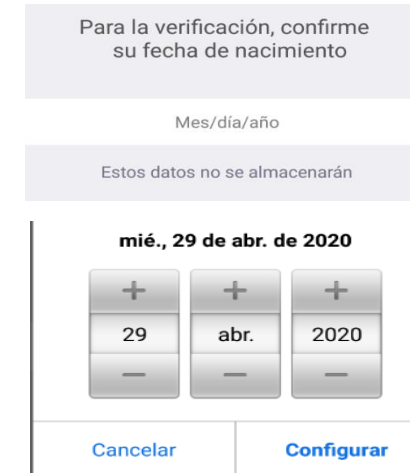 Para la verificación, confirme
su fecha de nacimiento
Mes/día/año
Estos datos no se almacenarán
mié., 29 de abr. de 2020
+ + +
29 abr. 2020
— — —
Cancelar Configurar